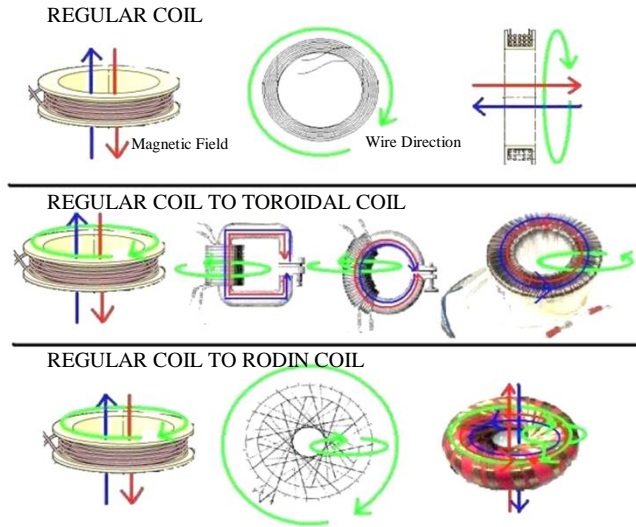 REGULAR COIL
Magnetic Field
Wire Direction
REGULAR COIL TO TOROIDAL COIL
REGULAR COIL TO RODIN COIL